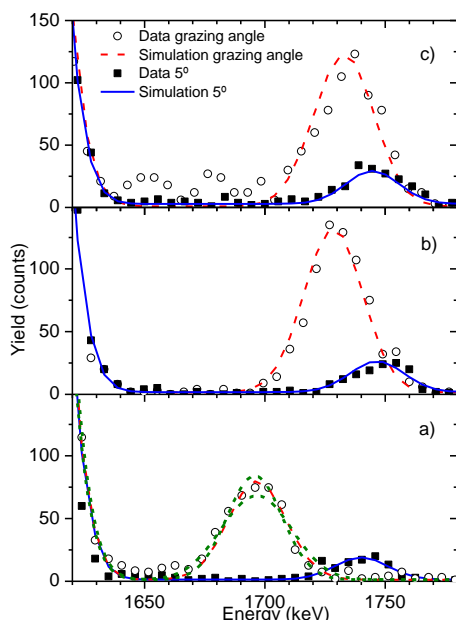 150
Data grazing angle
Simulation grazing angle
c)
100
Data 5º
Simulation 5º
50
0
b)
100
50
0
a)
100
50
0
1650
1700
1750
Energy (keV)
Yield (counts)